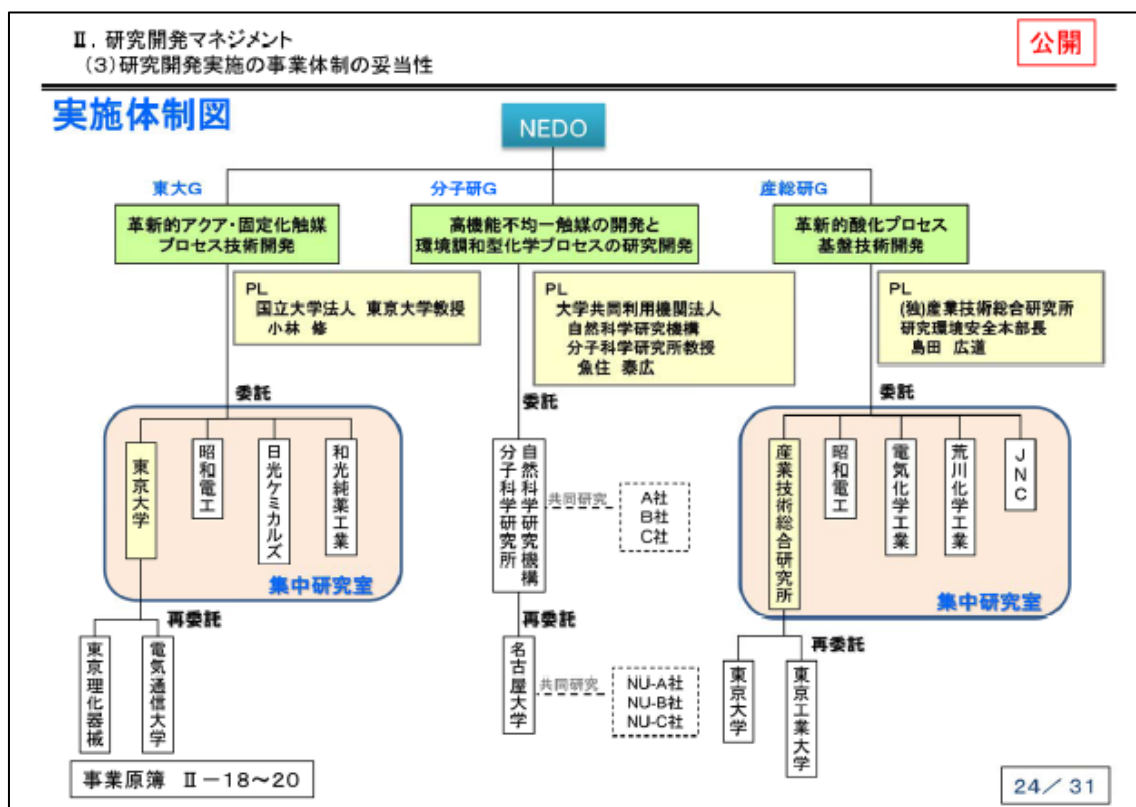 Ⅱ. 研究開発マネジメント
(3)研究開発実施の事業体制の妥当性
公開
実施体制図
NEDO
東大G
分子研G
産総研G
革新的アクア・固定化触媒
プロセス技術開発
高機能不均一触媒の開発と
環境調和型化学プロセスの研究開発
革新的酸化プロセス
基盤技術開発
PL
国立大学法人 東京大学教授
小林 修
PL
大学共同利用機関法人
自然科学研究機構
分子科学研究所教授
魚住 泰広
PL
(独)産業技術総合研究所
研究環境安全本部長
島田 広道
委託
委託
委託
東京大学
昭和電工
日光ケミカルズ
和光純薬工業
集中研究室
自然科学研究機構
分子科学研究所
共同研究
A社
B社
C社
産業技術総合研究所
昭和電工
電気化学工業
荒川化学工業
JNC
集中研究室
再委託
東京理化器械
電気通信大学
再委託
名古屋大学
共同研究
NU-A社
NU-B社
NU-C社
再委託
東京大学
東京工業大学
事業原簿 Ⅱ－18～20
24／ 31